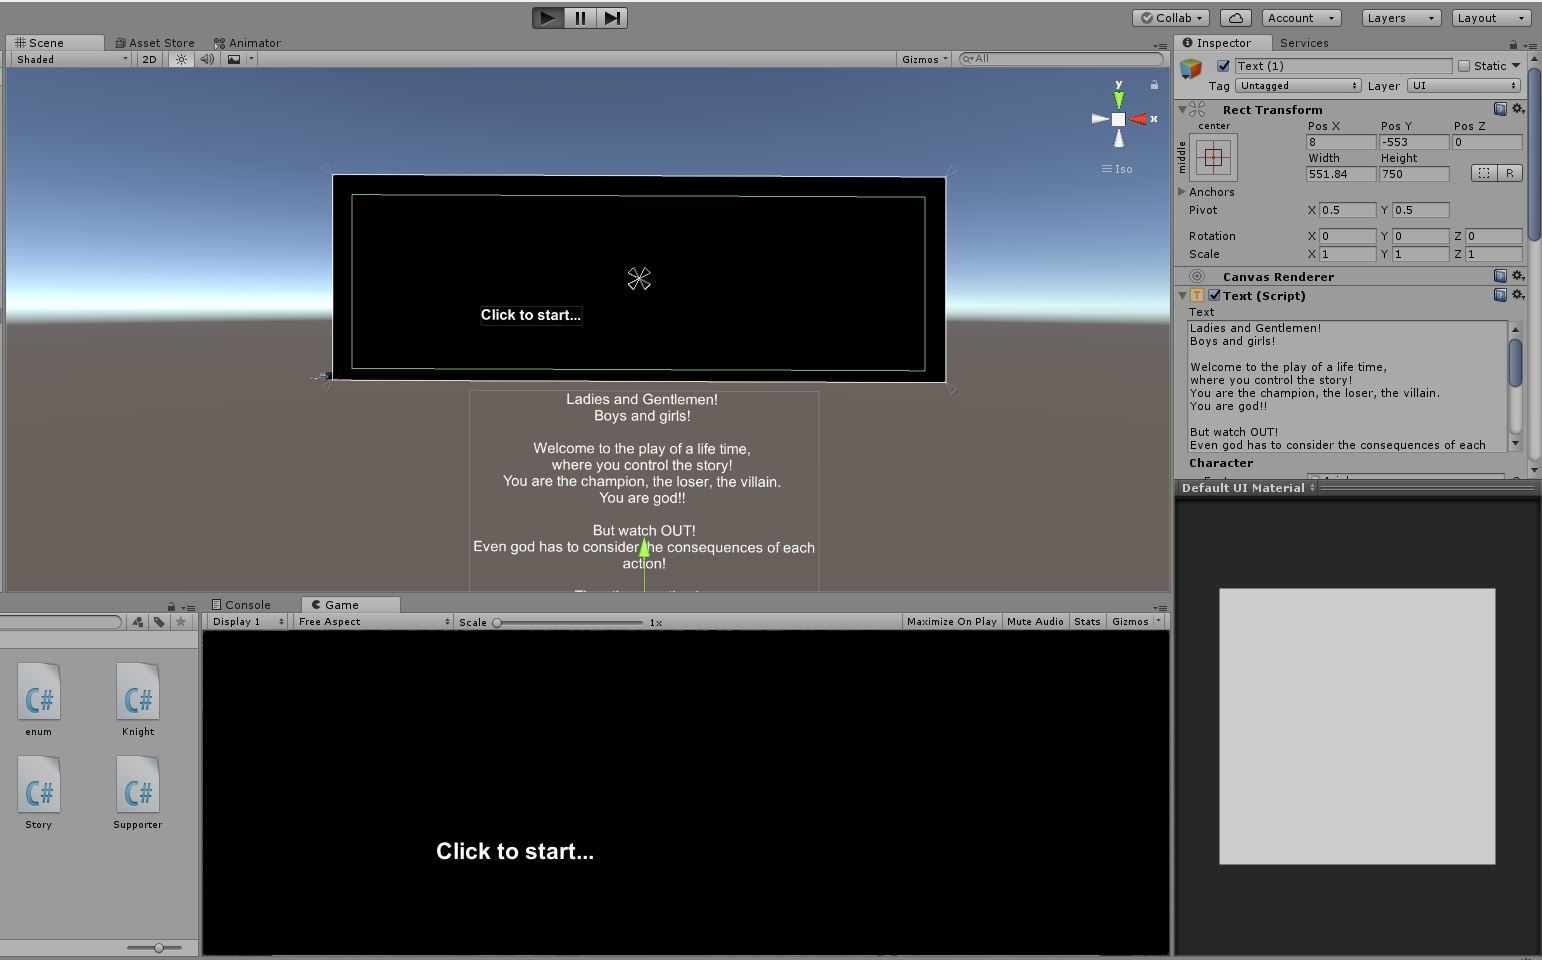 Collab
Account
Layers
Layout
Scene
Asset Store
Animator
Inspector
Services
Shaded
2D
Gizmos
All
y
x
Iso
Text (1)
Static
Tag
Untagged
Layer
UI
Rect Transform
center
middle
Pos X
Pos Y
Pos Z
8
-553
0
Width
Height
551.84
750
R
Anchors
Pivot
X 0.5
Y 0.5
Rotation
X 0
Y 0
Z 0
Scale
X 1
Y 1
Z 1
Canvas Renderer
Text (Script)
Text
Ladies and Gentlemen!
Boys and girls!
Welcome to the play of a life time,
where you control the story!
You are the champion, the loser, the villain.
You are god!!
But watch OUT!
Even god has to consider the consequences of each
Character
Default UI Material
Click to start...
Ladies and Gentlemen!
Boys and girls!
Welcome to the play of a life time,
where you control the story!
You are the champion, the loser, the villain.
You are god!!
But watch OUT!
Even god has to consider the consequences of each
action!
Console
Game
Display 1
Free Aspect
Scale
1x
Maximize On Play
Mute Audio
Stats
Gizmos
C#
enum
C#
Knight
C#
Story
C#
Supporter
Click to start...